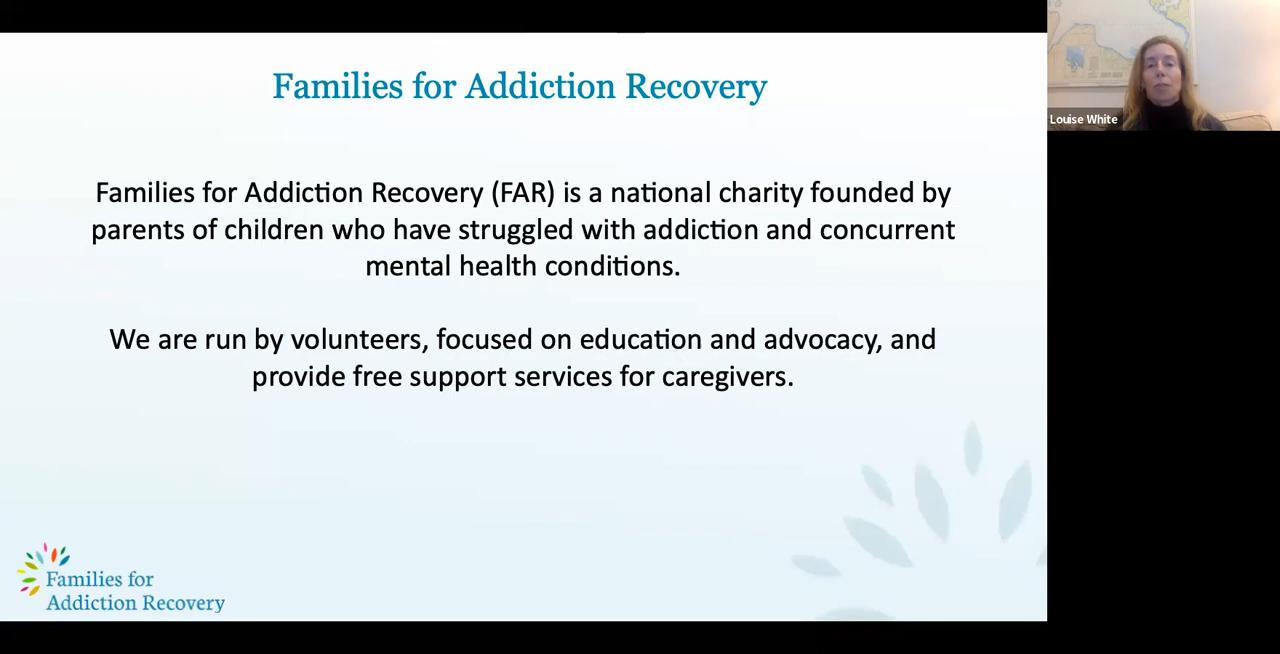 Families for Addiction Recovery
Louise White
Families for Addiction Recovery (FAR) is a national charity founded by
parents of children who have struggled with addiction and concurrent
mental health conditions.
We are run by volunteers, focused on education and advocacy, and
provide free support services for caregivers.
Families for
Addiction Recovery